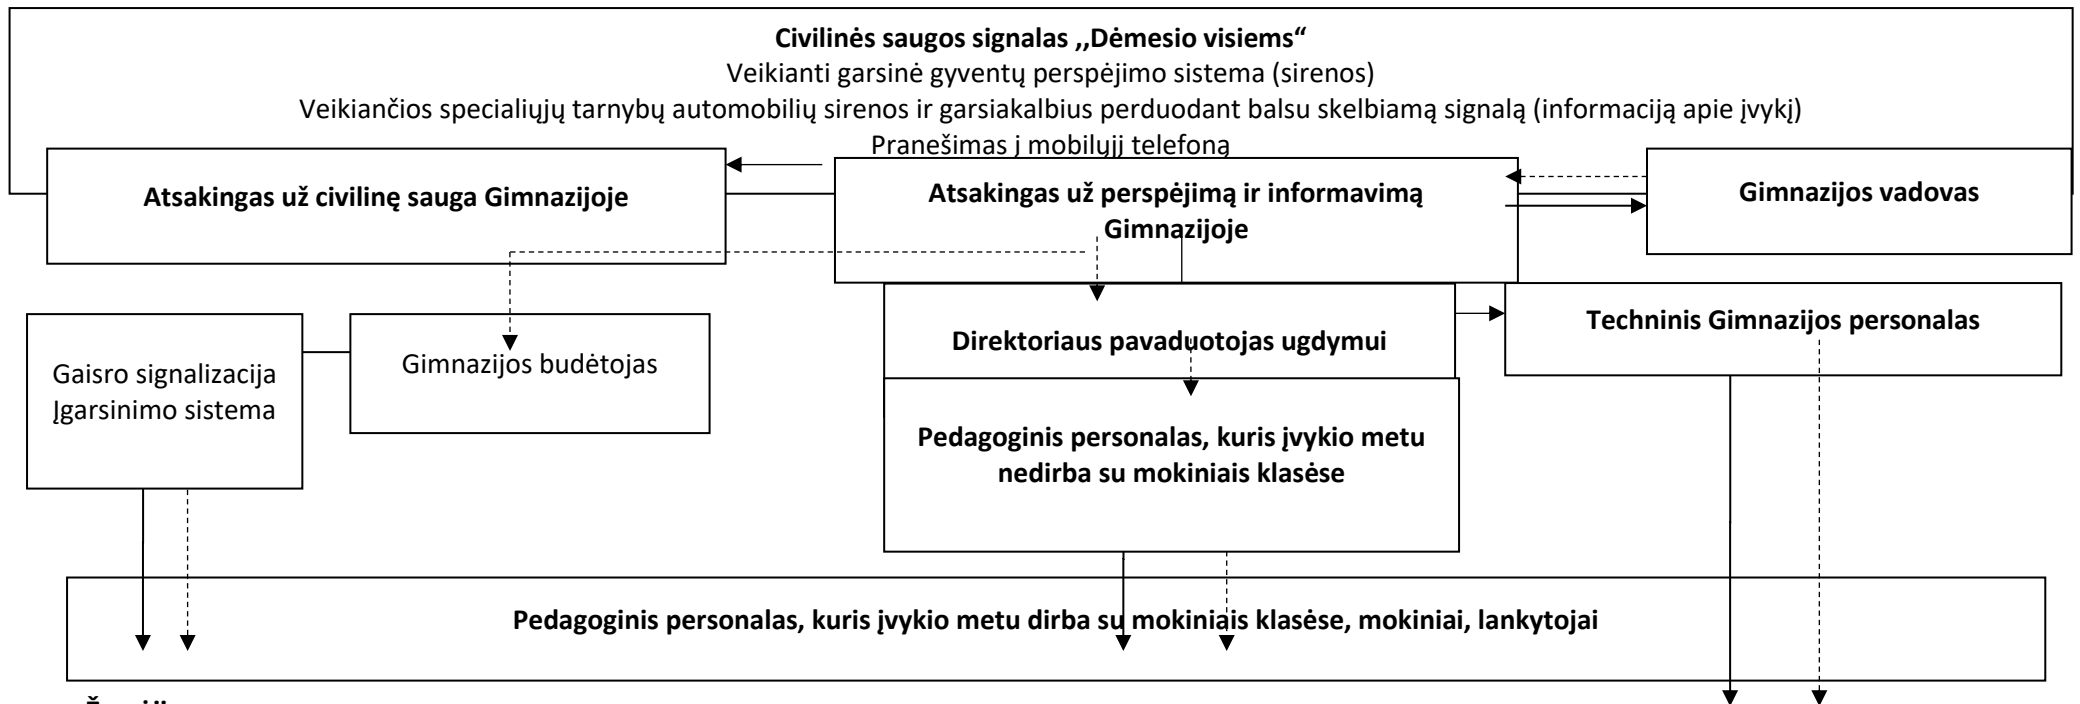 Civilinės saugos signalas ,,Dėmesio visiems“
Veikianti garsinė gyventų perspėjimo sistema (sirenos)
Veikiančios specialiųjų tarnybų automobilių sirenos ir garsiakalbius perduodant balsu skelbiamą signalą (informaciją apie įvykį)
Pranešimas į mobilųjį telefoną
Atsakingas už civilinę sauga Gimnazijoje
Atsakingas už perspėjimą ir informavimą
Gimnazijoje
Gimnazijos vadovas
Gaisro signalizacija
Įgarsinimo sistema
Gimnazijos budėtojas
Direktoriaus pavaduotojas ugdymui
Techninis Gimnazijos personalas
Pedagoginis personalas, kuris įvykio metu
nedirba su mokiniais klasėse
Pedagoginis personalas, kuris įvykio metu dirba su mokiniais klasėse, mokiniai, lankytojai